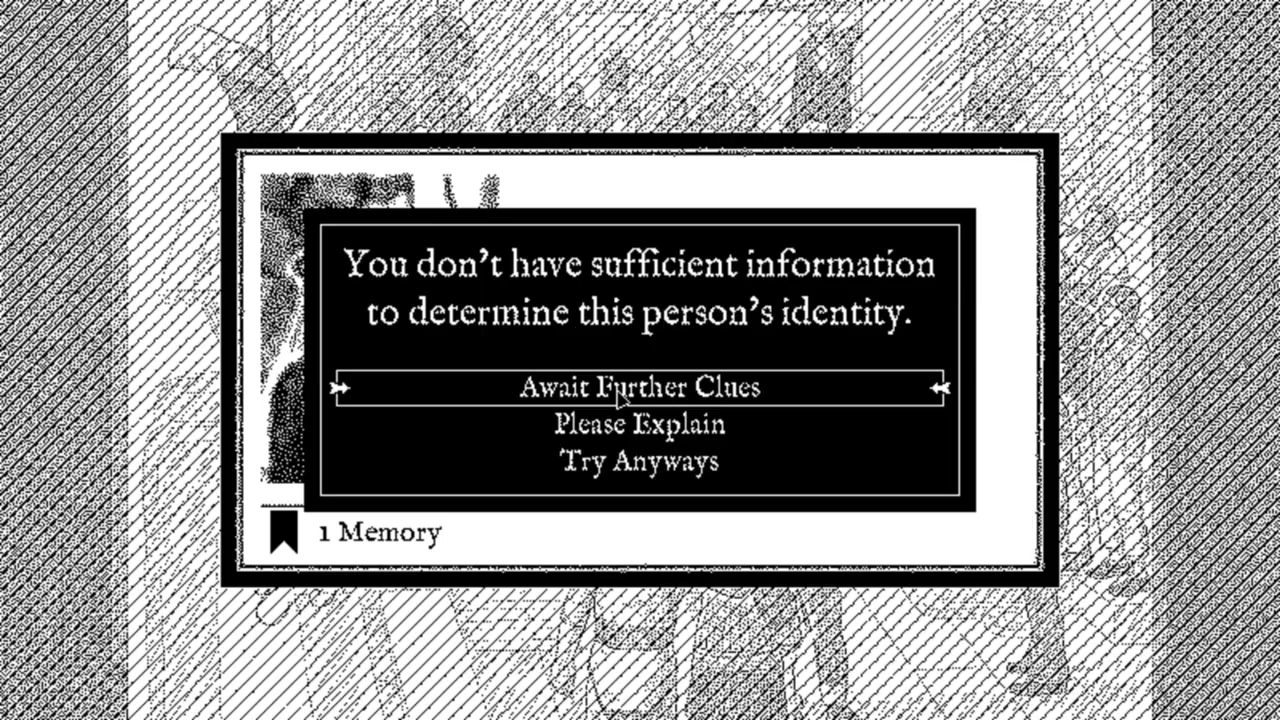 You don't have sufficient information
to determine this person's identity.
Await Further Clues
Please Explain
Try Anyways
1 Memory